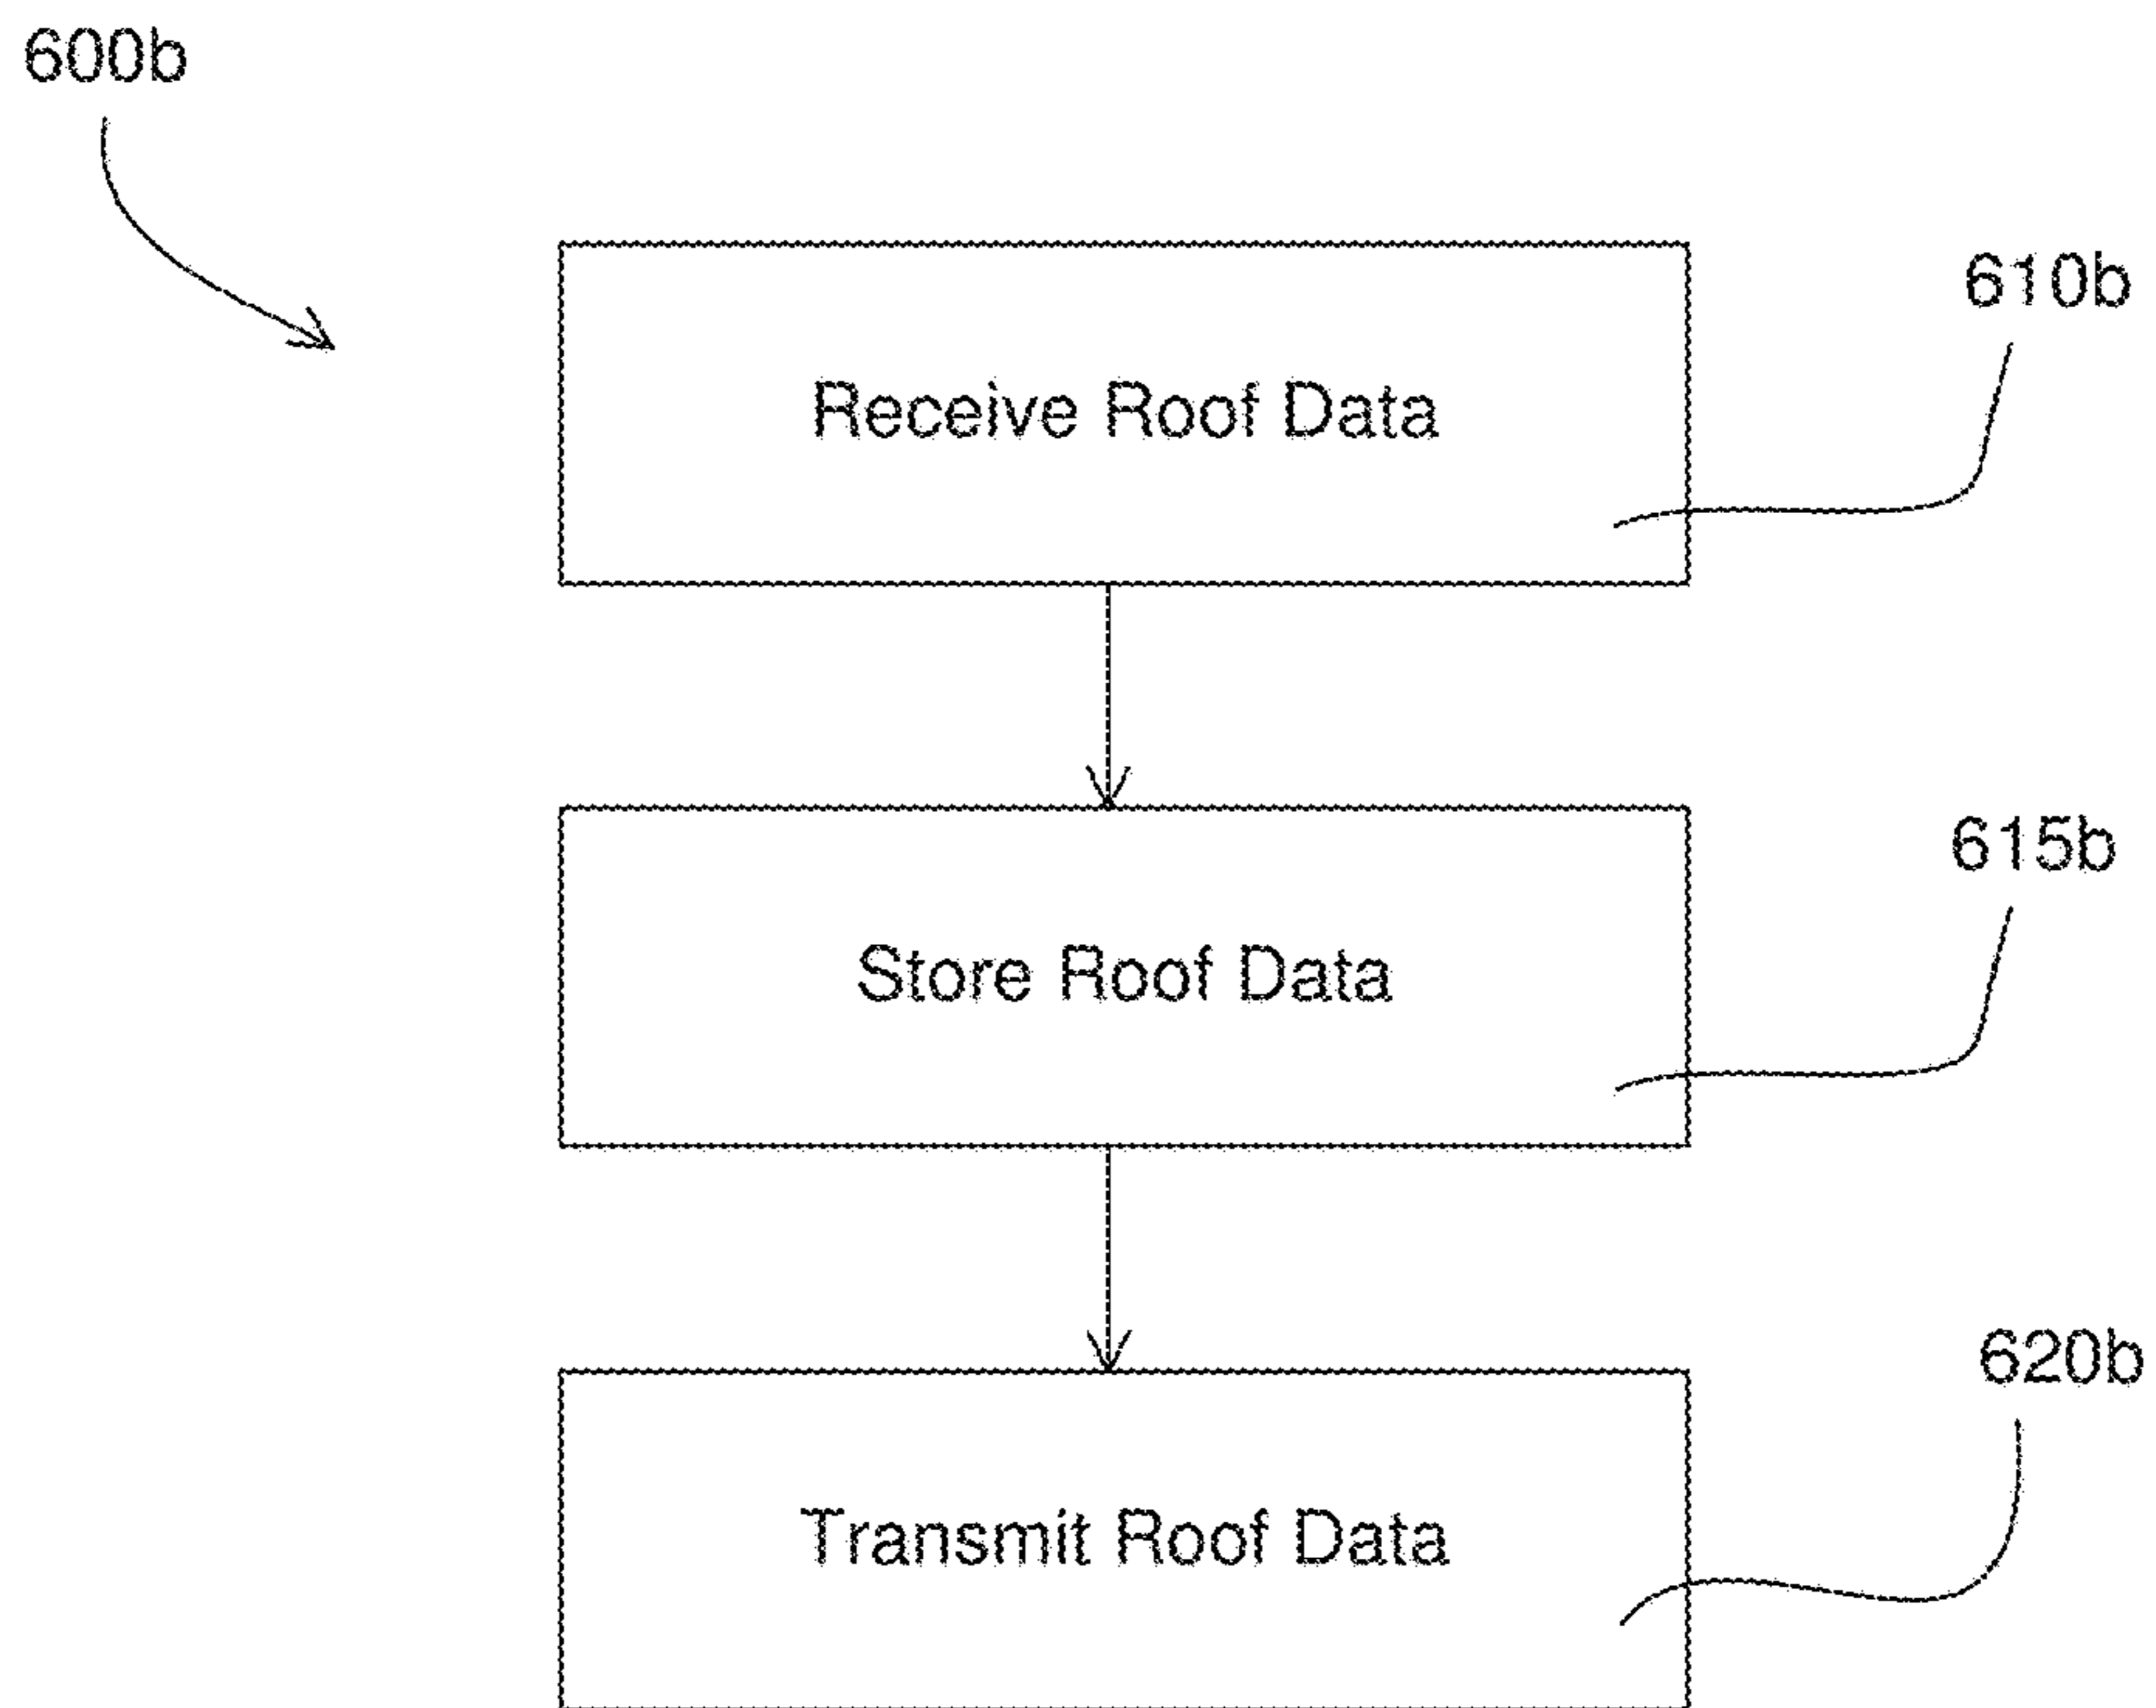 600b
610b
Receive Roof Data
615b
Store Roof Data
620b
Transmit Roof Data